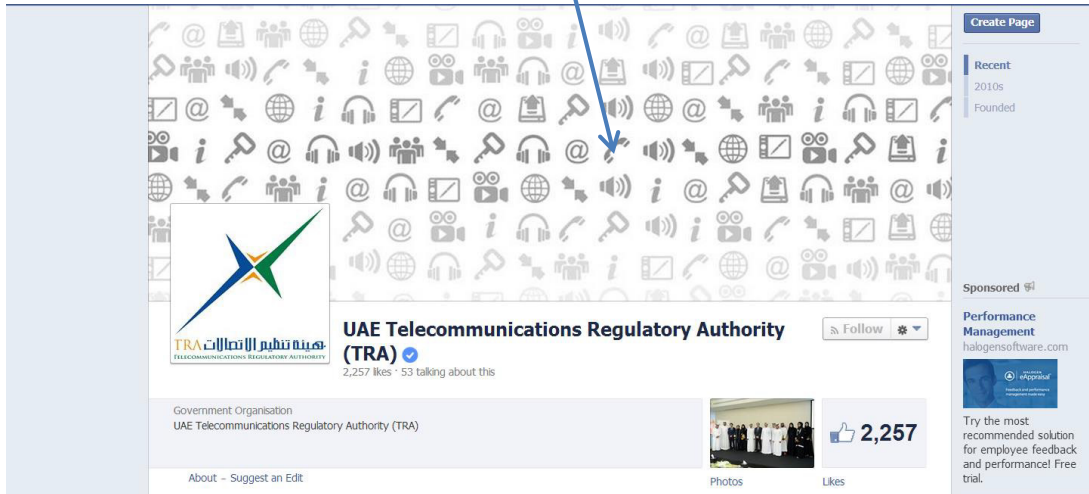 Create Page
Recent
2010s
Founded
TRA هيئة تنظيم الاتصالات
TELECOMMUNICATIONS REGULATORY AUTHORITY
UAE Telecommunications Regulatory Authority
(TRA)
2,257 likes · 53 talking about this
Follow
Government Organisation
UAE Telecommunications Regulatory Authority (TRA)
About – Suggest an Edit
Photos
2,257
Likes
Sponsored
Performance
Management
halogensoftware.com
HALOGEN
eAppraisal
Try the most
recommended solution
for employee feedback
and performance! Free
trial.